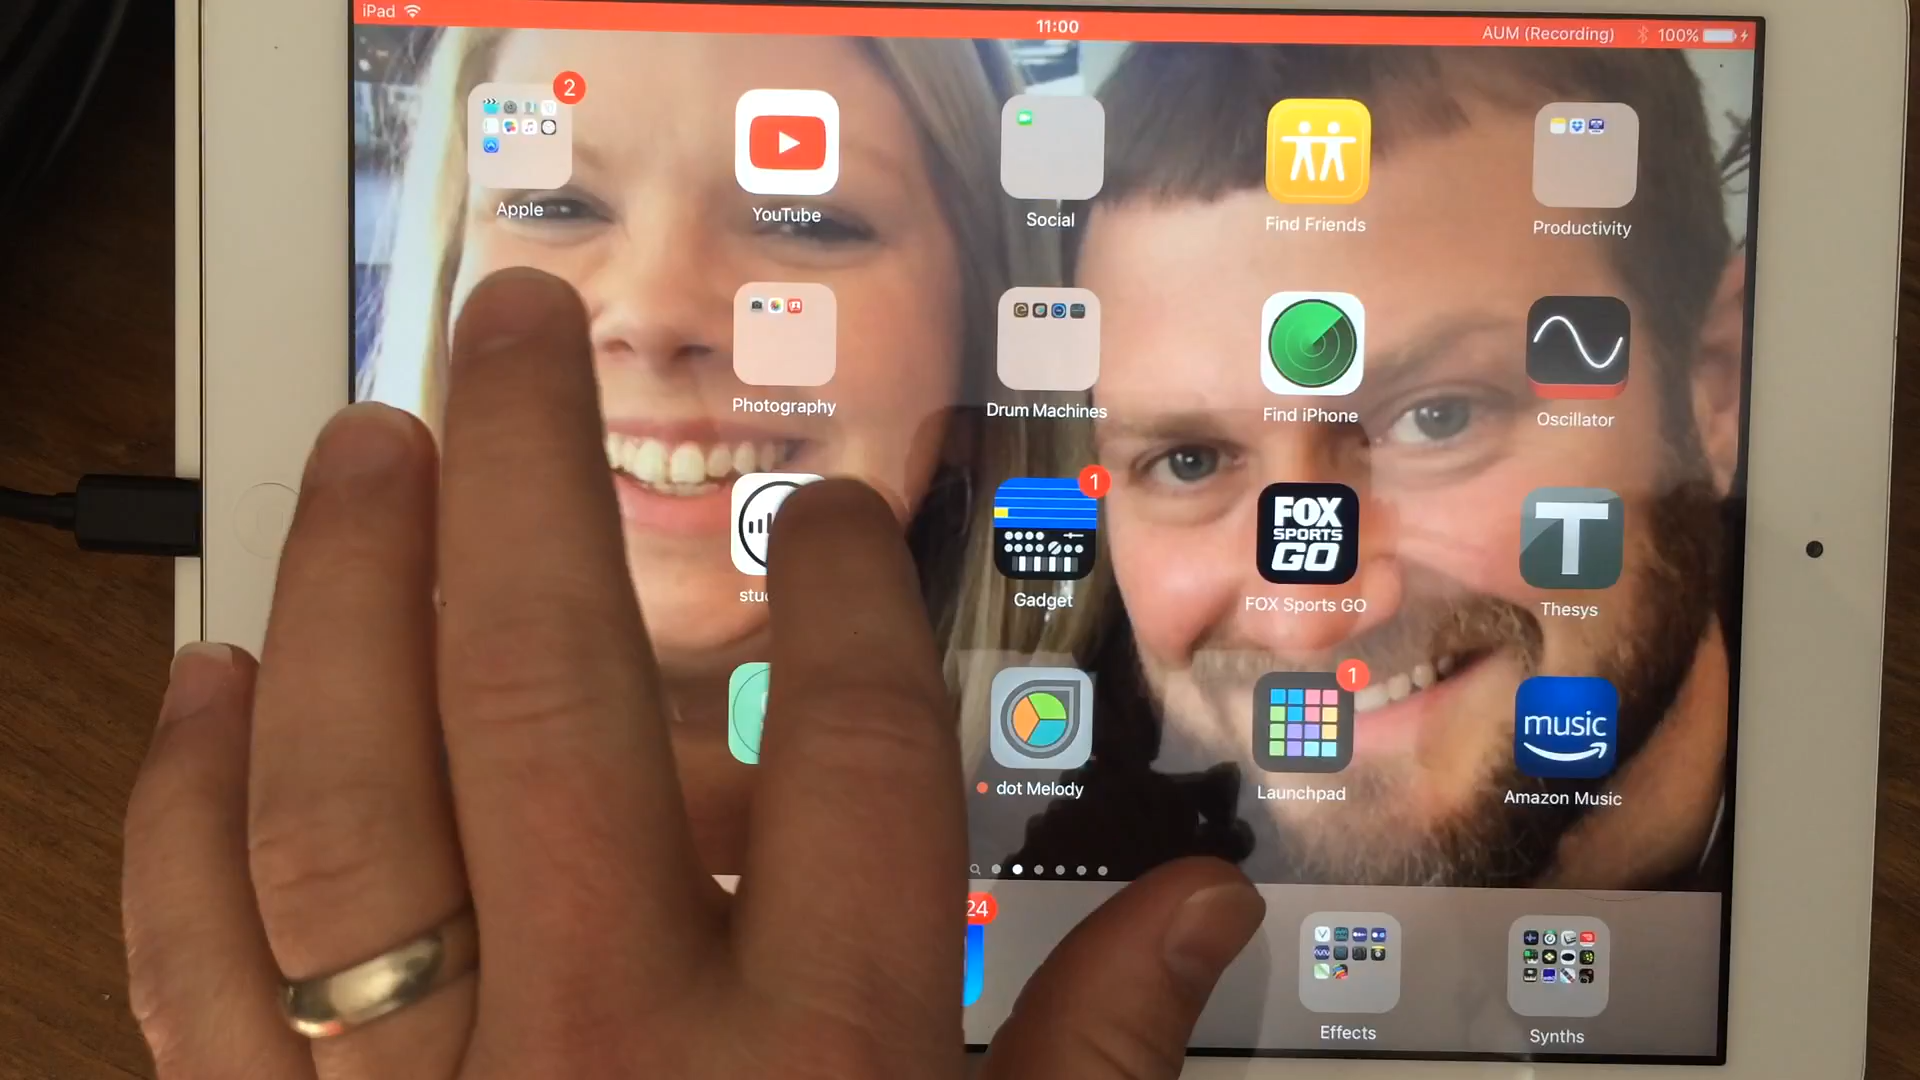 iPad
11:00
AUM (Recording)
100%
2
Apple
YouTube
Social
Find Friends
Productivity
Photography
Drum Machines
Find iPhone
Oscillator
1
FOX
SPORTS
GO
T
Gadget
FOX Sports GO
Thesys
1
music
dot Melody
Launchpad
Amazon Music
24
Effects
Synths